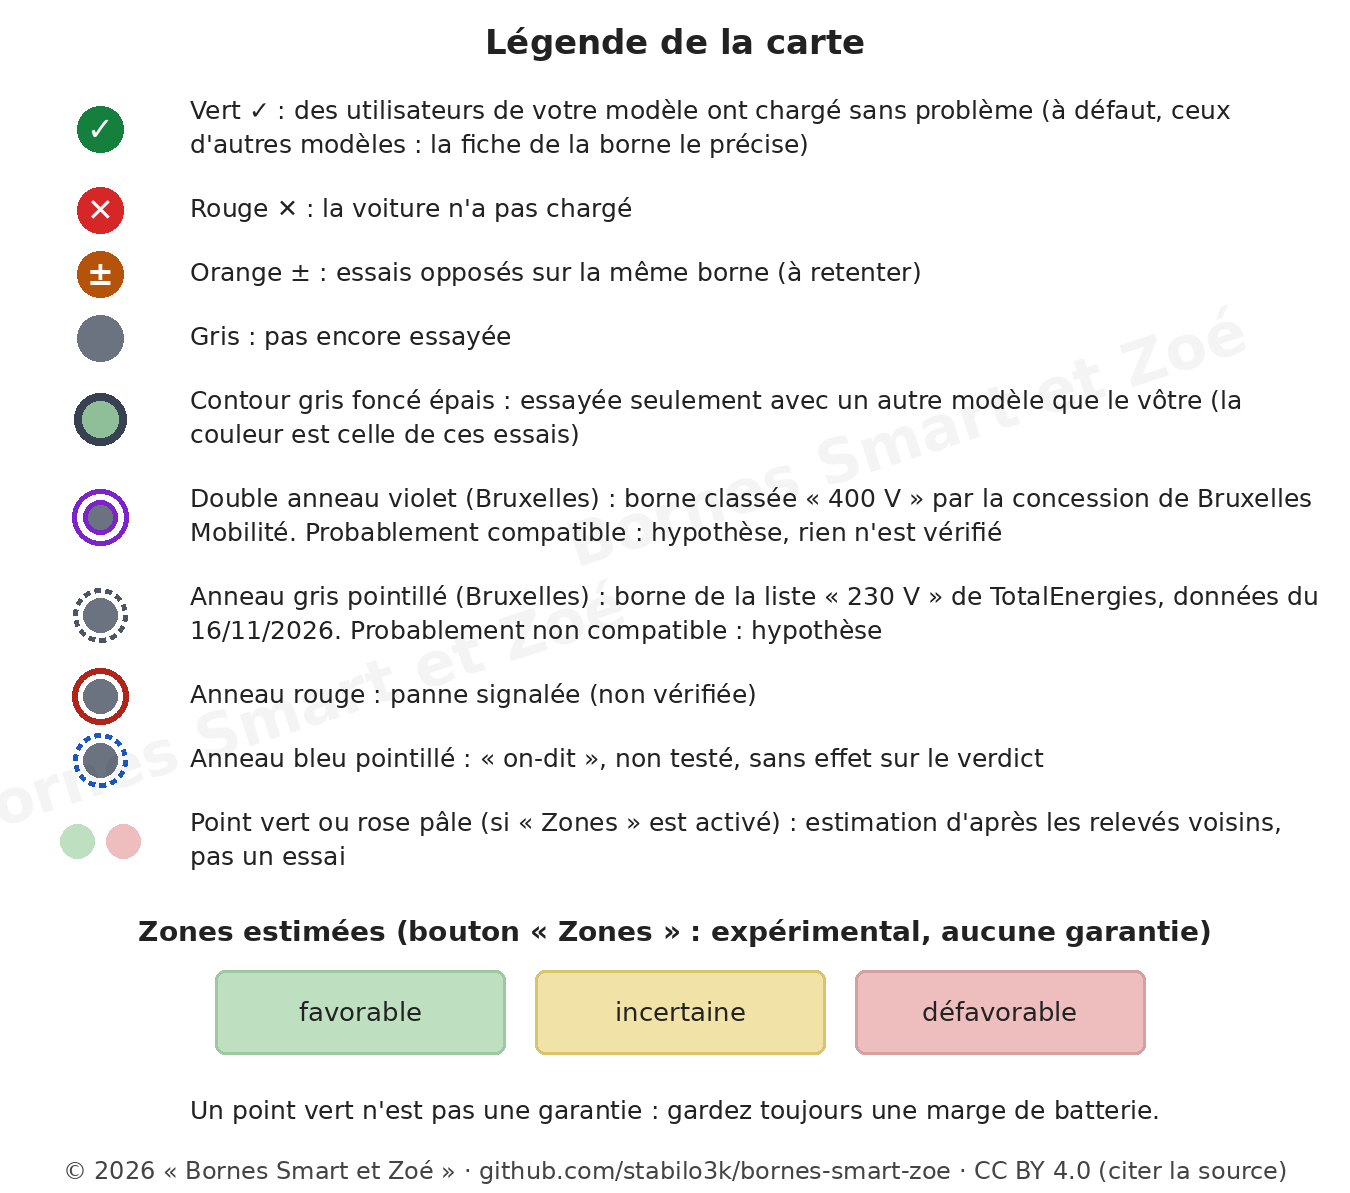 Légende de la carte
✓ Vert ✓ : des utilisateurs de votre modèle ont chargé sans problème (à défaut, ceux
d'autres modèles : la fiche de la borne le précise)
✕ Rouge ✕ : la voiture n'a pas chargé
± Orange ± : essais opposés sur la même borne (à retenter)
Gris : pas encore essayée
Contour gris foncé épais : essayée seulement avec un autre modèle que le vôtre (la
couleur est celle de ces essais)
Double anneau violet (Bruxelles) : borne classée « 400 V » par la concession de Bruxelles
Mobilité. Probablement compatible : hypothèse, rien n'est vérifié
Anneau gris pointillé (Bruxelles) : borne de la liste « 230 V » de TotalEnergies, données du
16/11/2026. Probablement non compatible : hypothèse
Anneau rouge : panne signalée (non vérifiée)
Anneau bleu pointillé : « on-dit », non testé, sans effet sur le verdict
Point vert ou rose pâle (si « Zones » est activé) : estimation d'après les relevés voisins,
pas un essai
Zones estimées (bouton « Zones » : expérimental, aucune garantie)
favorable
incertaine
défavorable
Un point vert n'est pas une garantie : gardez toujours une marge de batterie.
© 2026 « Bornes Smart et Zoé » · github.com/stabilo3k/bornes-smart-zoe · CC BY 4.0 (citer la source)
Bornes Smart et Zoé
ornes Smart et Zoé